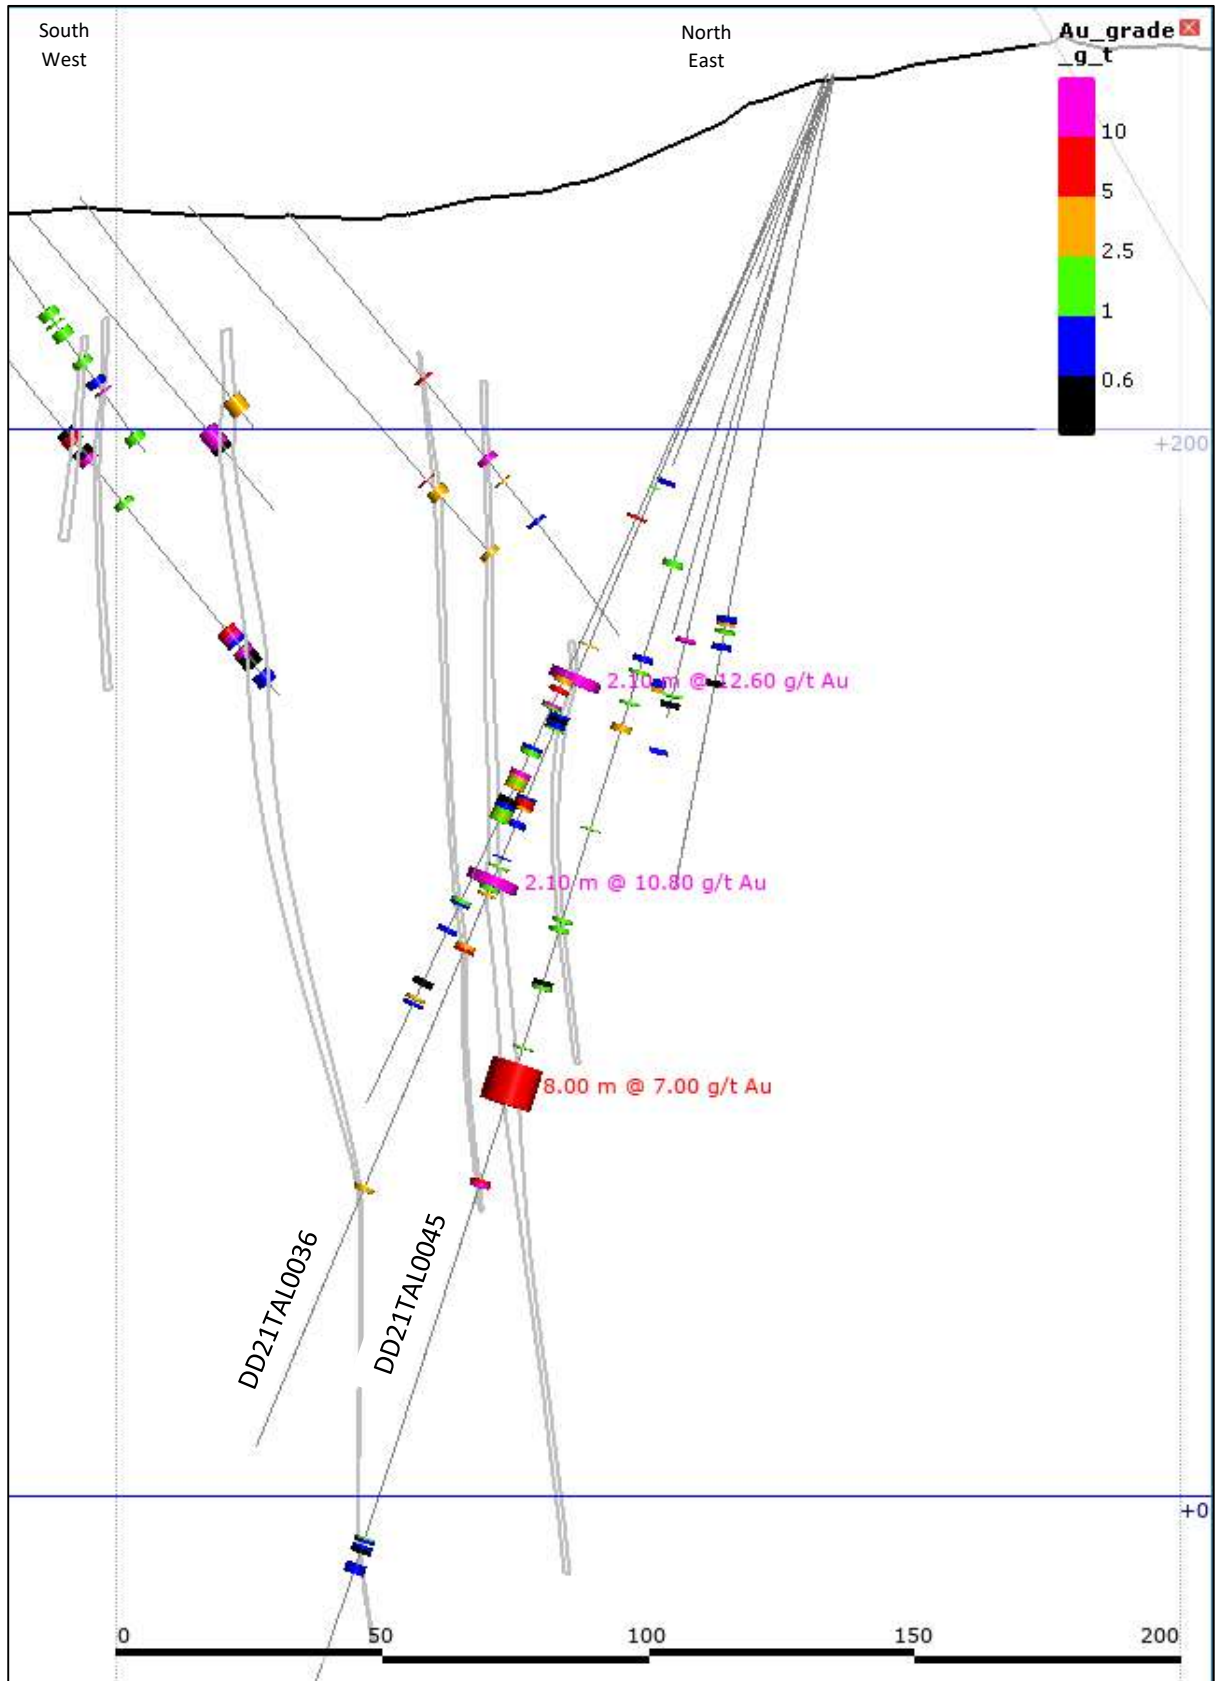 South
West
North
East
Au_grade
_g_t
10
5
2.5
1
0.6
+200
2.10 m @ 12.60 g/t Au
2.10 m @ 10.80 g/t Au
8.00 m @ 7.00 g/t Au
DD21TAL0036
DD21TAL0045
+0
0 50 100 150 200